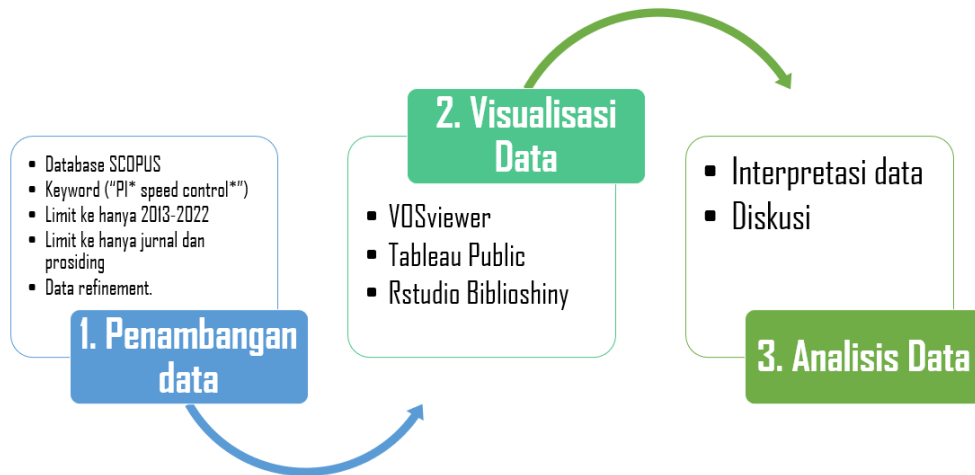 ▪ Database SCOPUS
▪ Keyword (“PI* speed control*”)
▪ Limit ke hanya 2013-2022
▪ Limit ke hanya jurnal dan
prosiding
▪ Data refinement.
1. Penambangan
data
2. Visualisasi
Data
▪ VOSviewer
▪ Tableau Public
▪ Rstudio Biblioshiny
▪ Interpretasi data
▪ Diskusi
3. Analisis Data